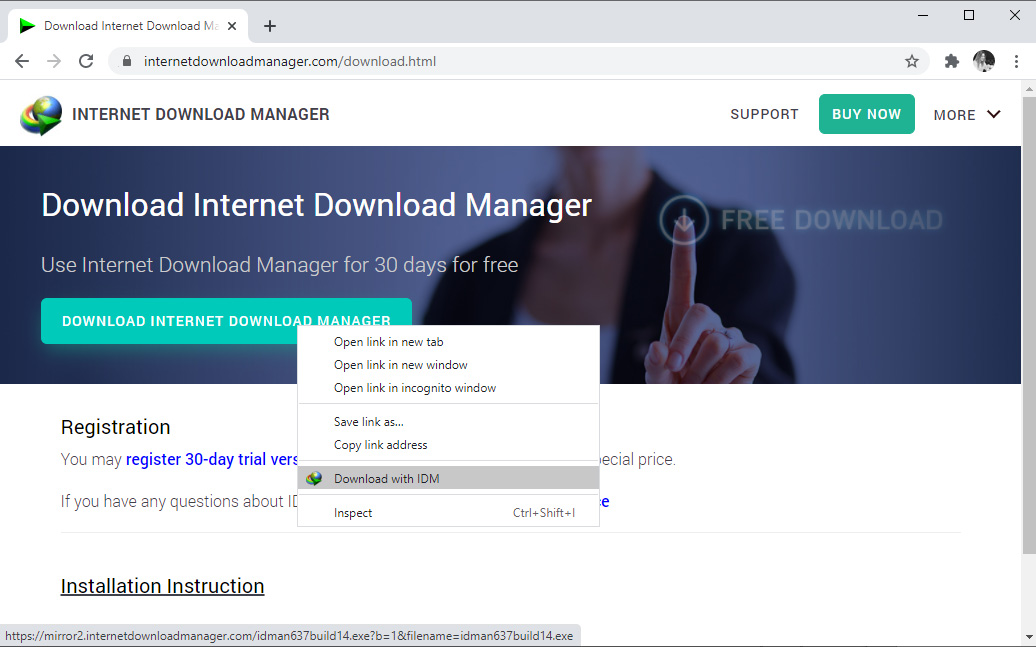 Download Internet Download Ma
internetdownloadmanager.com/download.html
INTERNET DOWNLOAD MANAGER
SUPPORT
BUY NOW
MORE
Download Internet Download Manager
FREE DOWNLOAD
Use Internet Download Manager for 30 days for free
DOWNLOAD INTERNET DOWNLOAD MANAGER
Open link in new tab
Open link in new window
Open link in incognito window
Save link as...
Copy link address
Download with IDM
Inspect Ctrl+Shift+I
Registration
You may register 30-day trial vers ecial price.
If you have any questions about ID ce
Installation Instruction
https://mirror2.internetdownloadmanager.com/idman637build14.exe?b=1&filename=idman637build14.exe